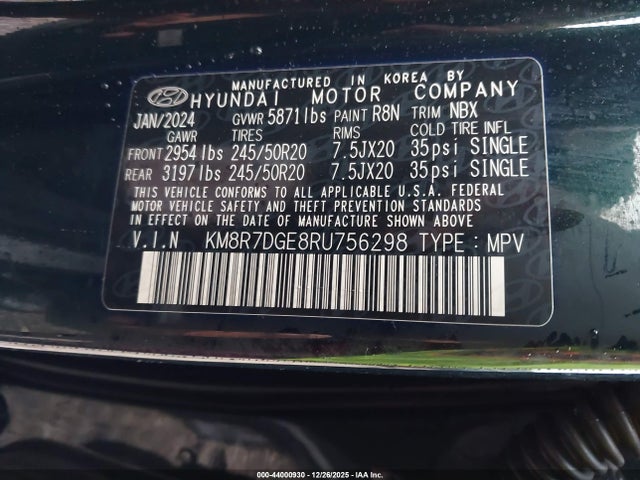 MANUFACTURED IN KOREA BY
HYUNDAI MOTOR COMPANY
JAN/2024 GVWR 5871lbs PAINT R8N TRIM NBX
GAWR TIRES RIMS COLD TIRE INFL
FRONT 2954lbs 245/50R20 7.5JX20 35psi SINGLE
REAR 3197lbs 245/50R20 7.5JX20 35psi SINGLE
THIS VEHICLE CONFORMS TO ALL APPLICABLE U.S.A. FEDERAL
MOTOR VEHICLE SAFETY AND THEFT PREVENTION STANDARDS
IN EFFECT ON THE DATE OF MANUFACTURE SHOWN ABOVE
V.I.N KM8R7DGE8RU756298 TYPE : MPV
000-44000930 - 12/26/2025 - IAA Inc.